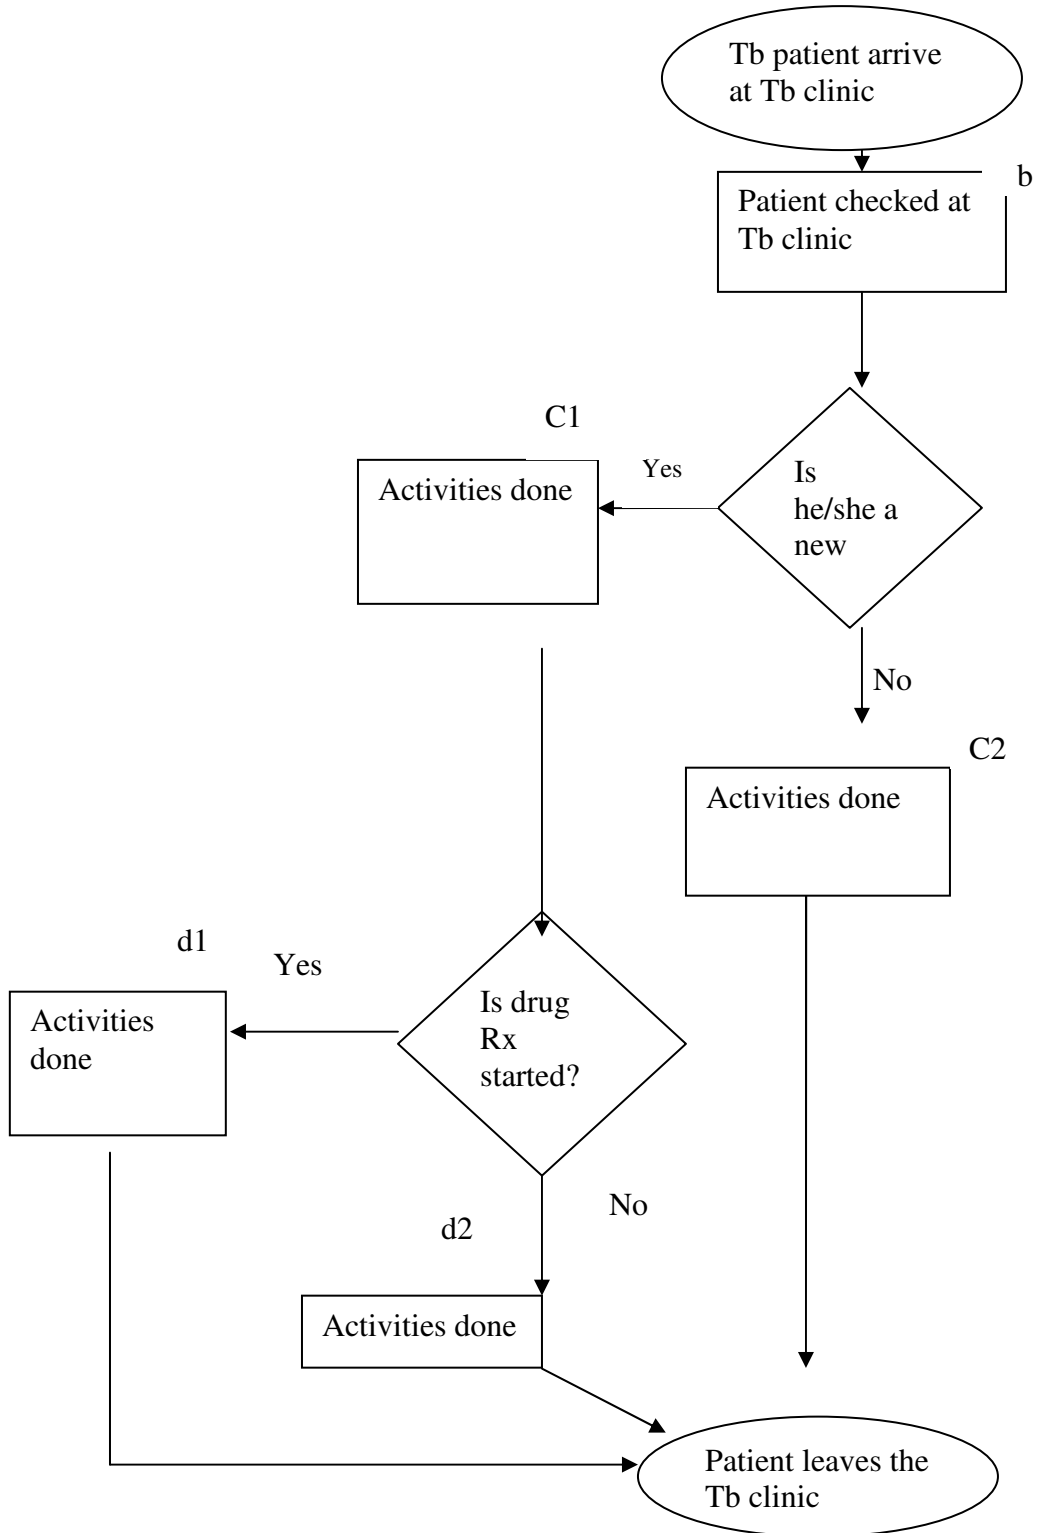 Tb patient arrive
at Tb clinic
b
Patient checked at
Tb clinic
C1
Yes
Is
he/she a
new
Activities done
No
C2
Activities done
d1
Yes
Is drug
Rx
started?
Activities
done
No
d2
Activities done
Patient leaves the
Tb clinic